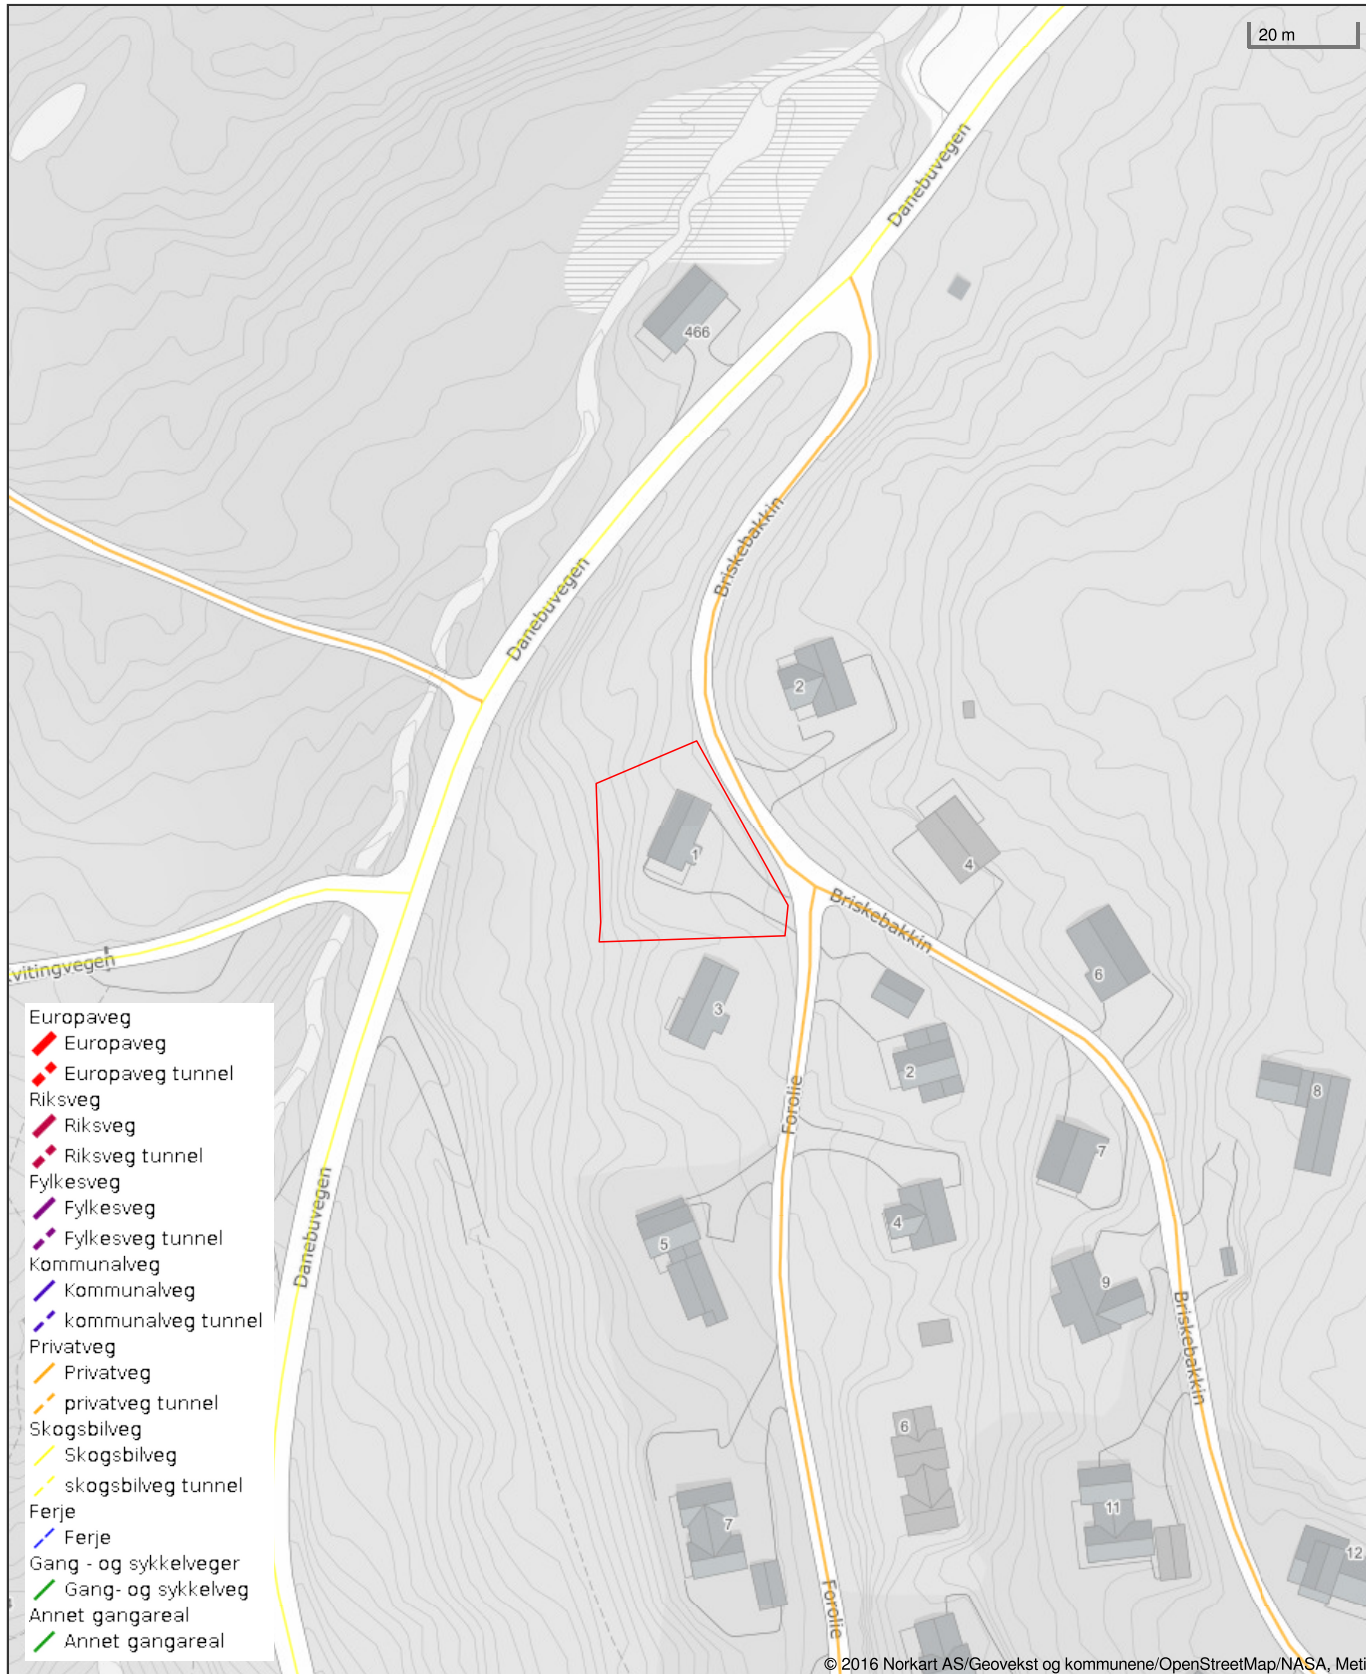 20 m
Danebuvegen
466
Briskebakkin
Danebuvegen
2
1
4
Briskebakkin
6
vitingvegen
3
2
Forolie
8
7
Danebuvegen
4
5
9
Briskebakkin
6
11
7
12
Forolie
Europaveg
Europaveg
Europaveg tunnel
Riksveg
Riksveg
Riksveg tunnel
Fylkesveg
Fylkesveg
Fylkesveg tunnel
Kommunalveg
Kommunalveg
kommunalveg tunnel
Privatveg
Privatveg
privatveg tunnel
Skogsbilveg
Skogsbilveg
skogsbilveg tunnel
Ferje
Ferje
Gang - og sykkelveger
Gang- og sykkelveg
Annet gangareal
Annet gangareal
© 2016 Norkart AS/Geovekst og kommunene/OpenStreetMap/NASA, Meti